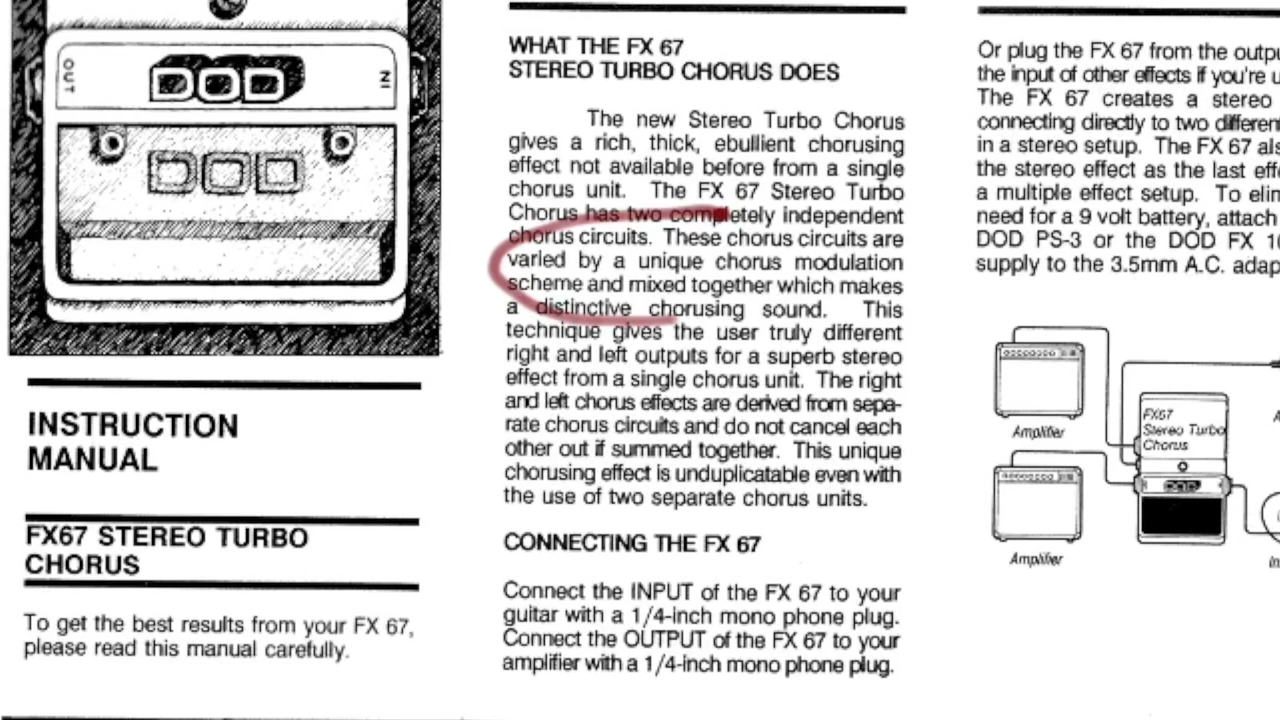 OUT
DOD
IN
DOD
INSTRUCTION
MANUAL
FX67 STEREO TURBO
CHORUS
To get the best results from your FX 67,
please read this manual carefully.
WHAT THE FX 67
STEREO TURBO CHORUS DOES
The new Stereo Turbo Chorus
gives a rich, thick, ebullient chorusing
effect not available before from a single
chorus unit. The FX 67 Stereo Turbo
Chorus has two completely independent
chorus circuits. These chorus circuits are
varied by a unique chorus modulation
scheme and mixed together which makes
a distinctive chorusing sound. This
technique gives the user truly different
right and left outputs for a superb stereo
effect from a single chorus unit. The right
and left chorus effects are derived from sepa-
rate chorus circuits and do not cancel each
other out if summed together. This unique
chorusing effect is unduplicatable even with
the use of two separate chorus units.
CONNECTING THE FX 67
Connect the INPUT of the FX 67 to your
guitar with a 1/4-inch mono phone plug.
Connect the OUTPUT of the FX 67 to your
amplifier with a 1/4-inch mono phone plug.
Or plug the FX 67 from the outpu
the input of other effects if you're u
The FX 67 creates a stereo
connecting directly to two different
in a stereo setup. The FX 67 als
the stereo effect as the last effe
a multiple effect setup. To elim
need for a 9 volt battery, attach
DOD PS-3 or the DOD FX 10
supply to the 3.5mm A.C. adap
Amplifier
FX67
Stereo Turbo
Chorus
DOD
Amplifier
A
In